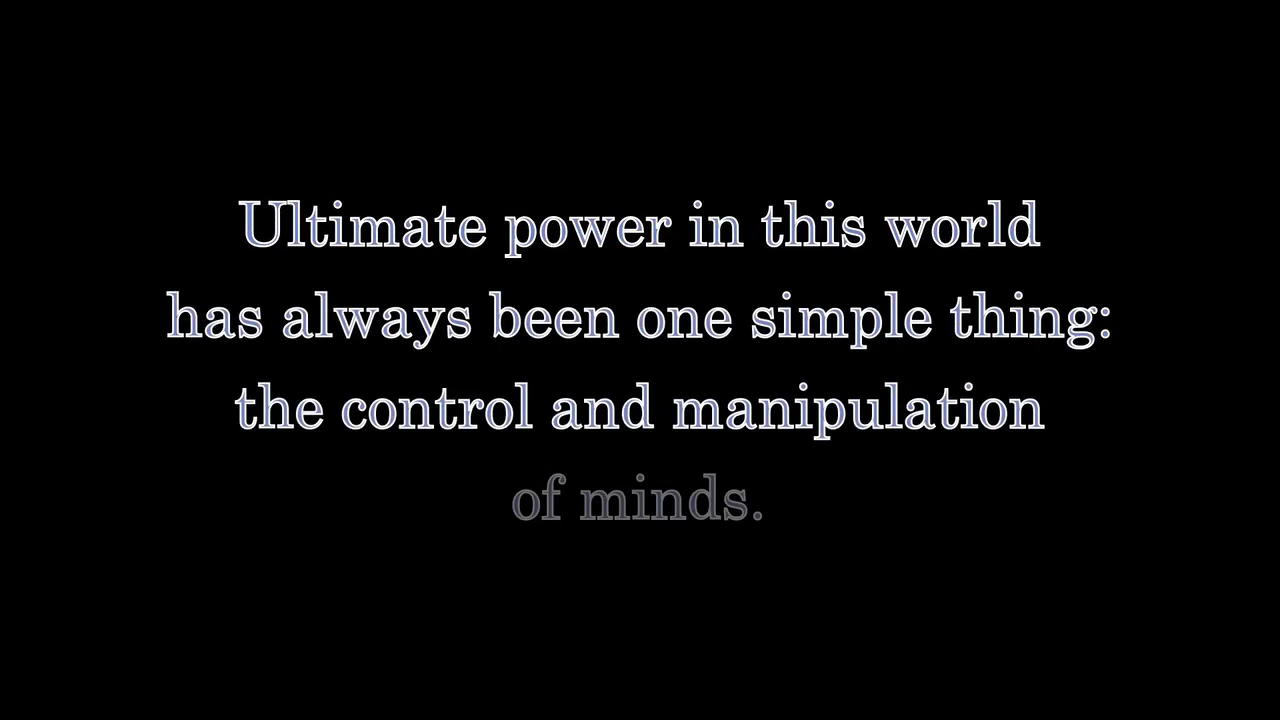 Ultimate power in this world
has always been one simple thing:
the control and manipulation
of minds.